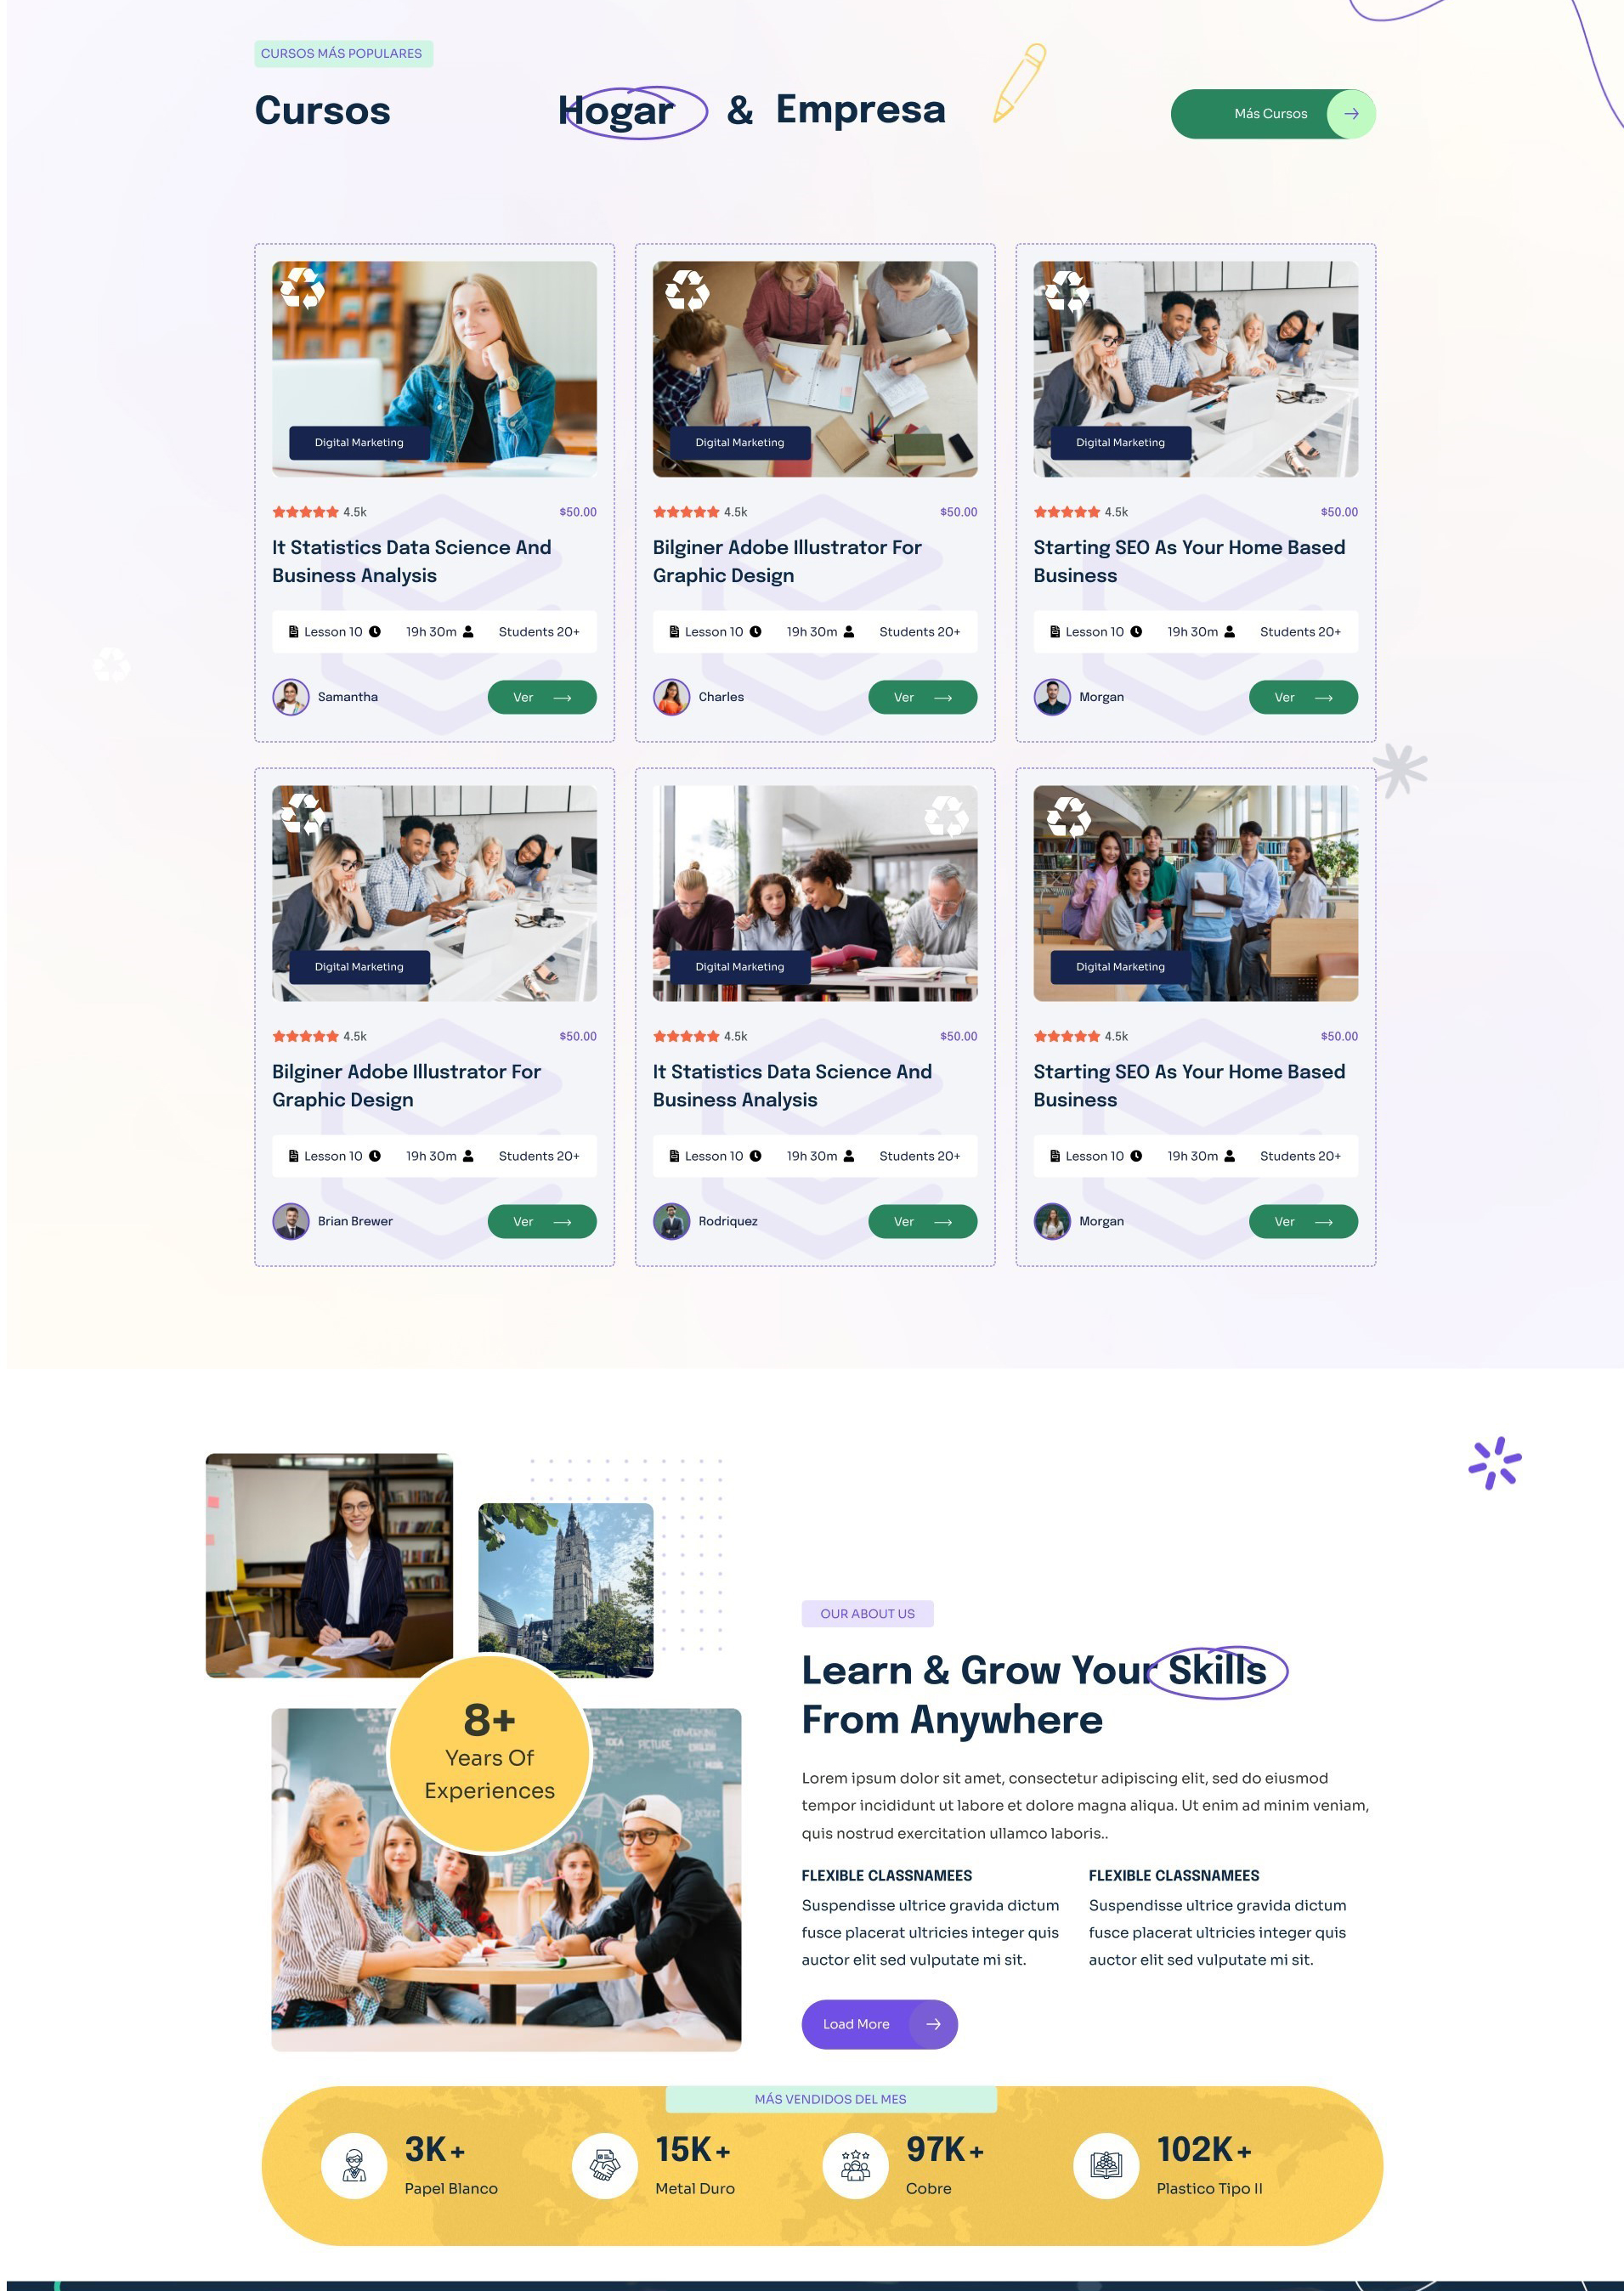 CURSOS MÁS POPULARES
Cursos Hogar & Empresa
Más Cursos
Digital Marketing
Digital Marketing
Digital Marketing
4.5k $50.00
4.5k $50.00
4.5k $50.00
It Statistics Data Science And
Business Analysis
Bilginer Adobe Illustrator For
Graphic Design
Starting SEO As Your Home Based
Business
Lesson 10 19h 30m Students 20+
Lesson 10 19h 30m Students 20+
Lesson 10 19h 30m Students 20+
Samantha Ver
Charles Ver
Morgan Ver
Digital Marketing
Digital Marketing
Digital Marketing
4.5k $50.00
4.5k $50.00
4.5k $50.00
Bilginer Adobe Illustrator For
Graphic Design
It Statistics Data Science And
Business Analysis
Starting SEO As Your Home Based
Business
Lesson 10 19h 30m Students 20+
Lesson 10 19h 30m Students 20+
Lesson 10 19h 30m Students 20+
Brian Brewer Ver
Rodriquez Ver
Morgan Ver
8+
Years Of
Experiences
OUR ABOUT US
Learn & Grow Your Skills
From Anywhere
Lorem ipsum dolor sit amet, consectetur adipiscing elit, sed do eiusmod
tempor incididunt ut labore et dolore magna aliqua. Ut enim ad minim veniam,
quis nostrud exercitation ullamco laboris..
FLEXIBLE CLASSNAMEES
Suspendisse ultrice gravida dictum
fusce placerat ultricies integer quis
auctor elit sed vulputate mi sit.
FLEXIBLE CLASSNAMEES
Suspendisse ultrice gravida dictum
fusce placerat ultricies integer quis
auctor elit sed vulputate mi sit.
Load More
MÁS VENDIDOS DEL MES
3K+
Papel Blanco
15K+
Metal Duro
97K+
Cobre
102K+
Plastico Tipo II